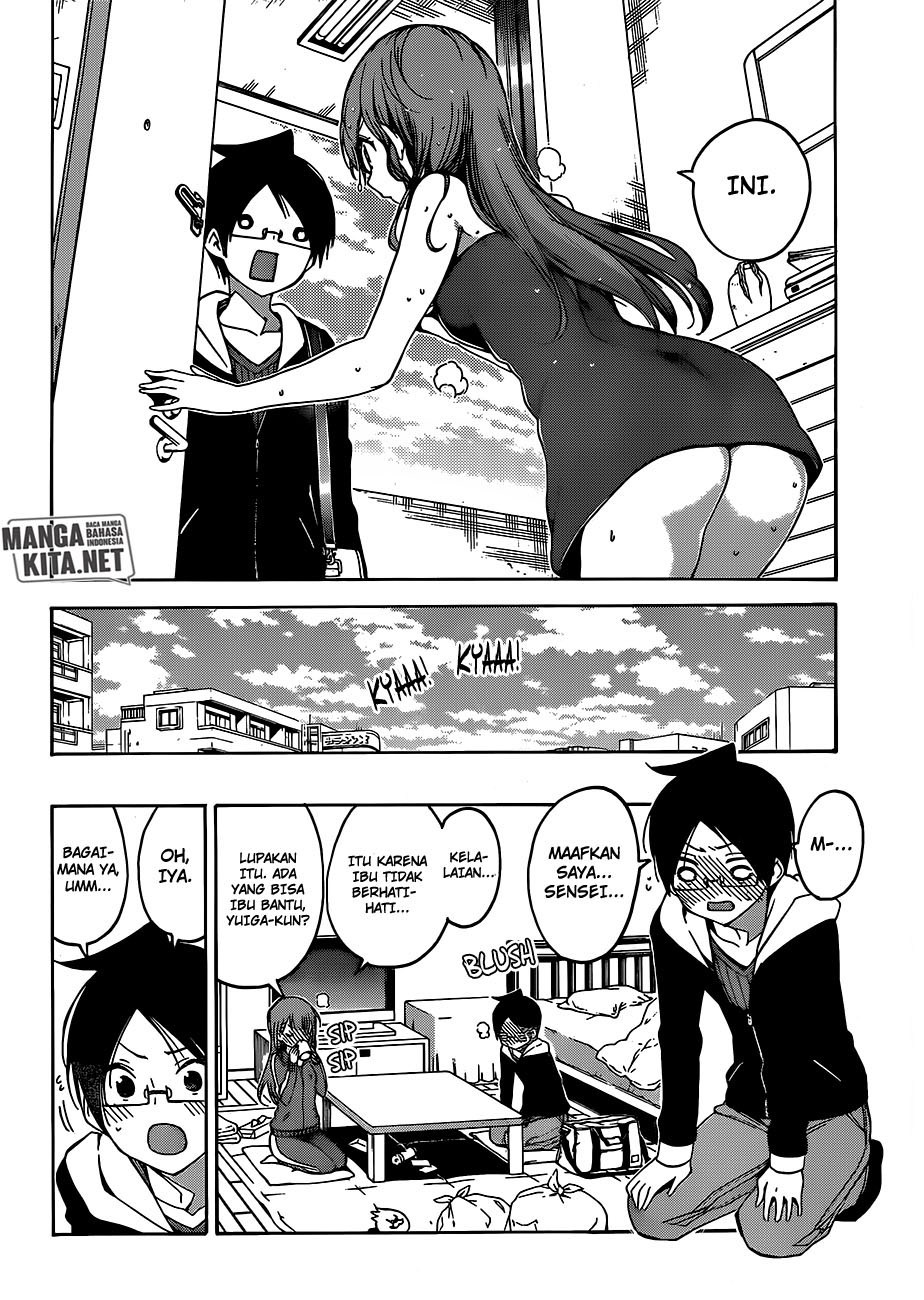 INI.
MANGA
KITA.NET
BACA MANGA
BAHASA
INDONESIA
KYAAA!
KYAAA!
M-...
MAAFKAN
SAYA...
SENSEI...
KELA-
LAIAN...
ITU KARENA
IBU TIDAK
BERHATI-
HATI...
LUPAKAN
ITU. ADA
YANG BISA
IBU BANTU,
YUIGA-KUN?
BLUSH
SIP
SIP
OH,
IYA.
BAGAI-
MANA YA,
UMM...